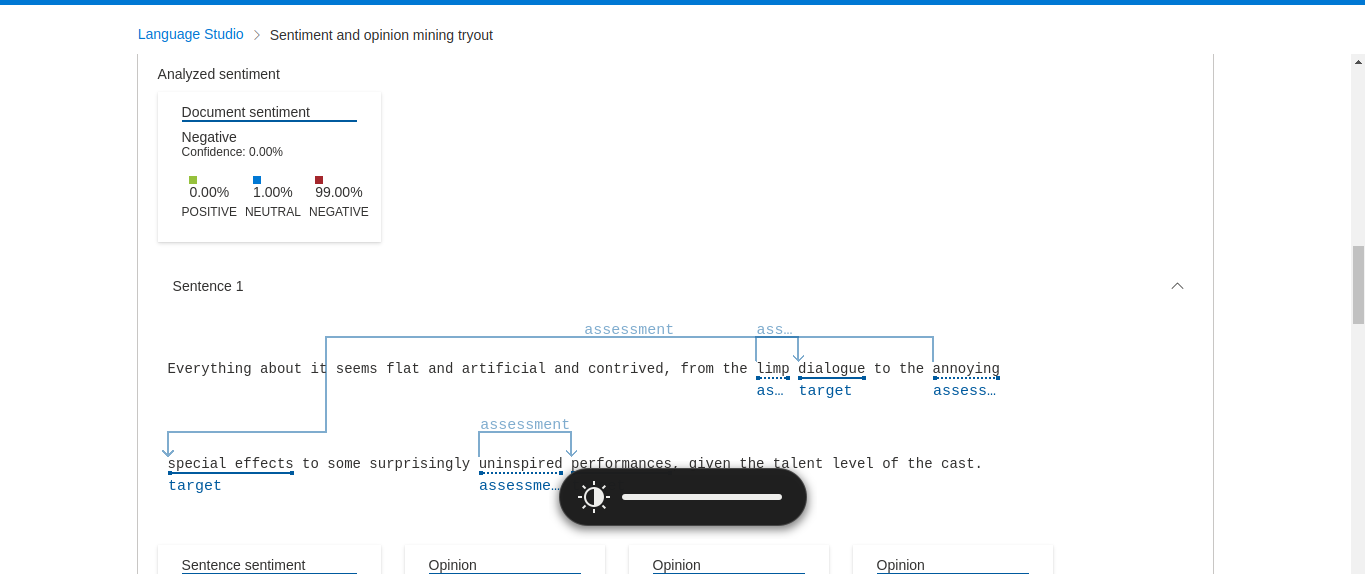 Language Studio > Sentiment and opinion mining tryout
Analyzed sentiment
Document sentiment
Negative
Confidence: 0.00%
0.00% 1.00% 99.00%
POSITIVE NEUTRAL NEGATIVE
Sentence 1
assessment ass…
Everything about it seems flat and artificial and contrived, from the limp dialogue to the annoying
as… target assess…
assessment
special effects to some surprisingly uninspired performances, given the talent level of the cast.
target assessme…
Sentence sentiment Opinion Opinion Opinion